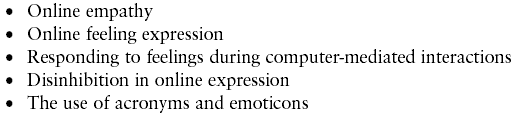 • Online empathy
• Online feeling expression
• Responding to feelings during computer-mediated interactions
• Disinhibition in online expression
• The use of acronyms and emoticons